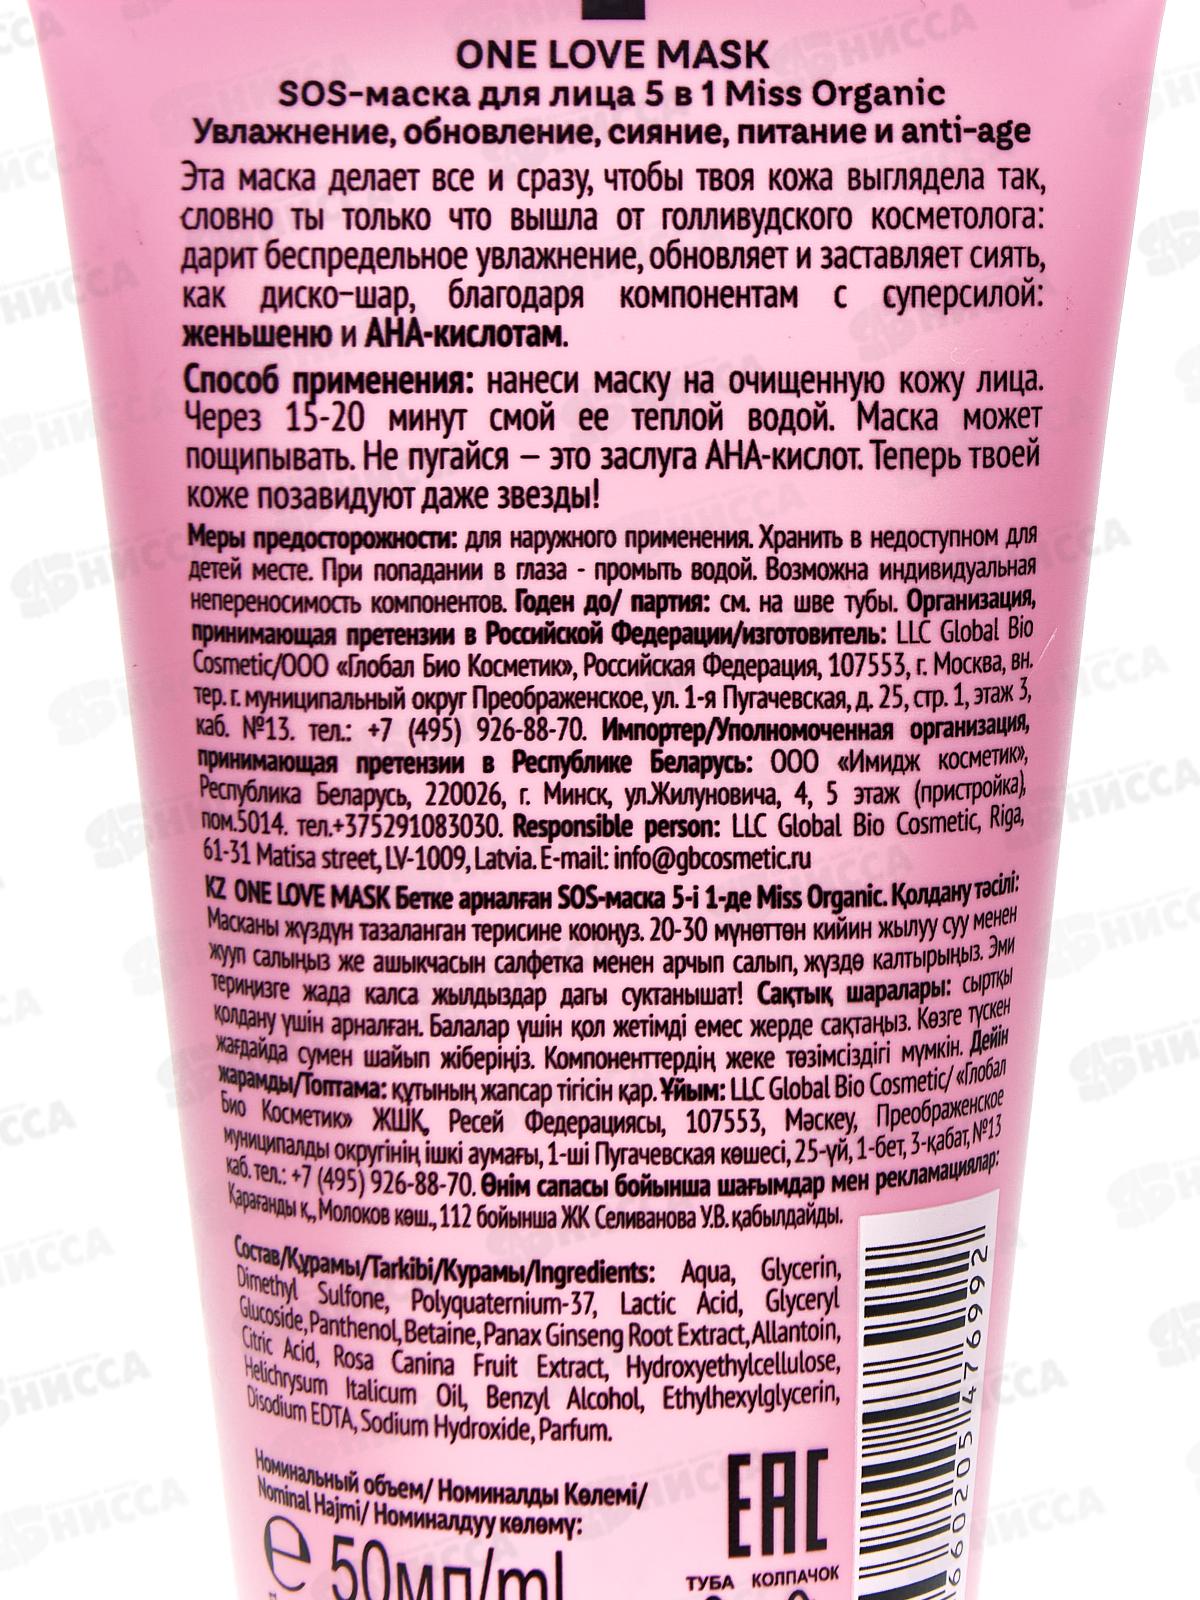 ONE LOVE MASK
SOS-маска для лица 5 в 1 Miss Organic
Увлажнение, обновление, сияние, питание и anti-age
Эта маска делает все и сразу, чтобы твоя кожа выглядела так,
словно ты только что вышла от голливудского косметолога:
дарит беспредельное увлажнение, обновляет и заставляет сиять,
как диско-шар, благодаря компонентам с суперсилой:
женьшеню и АНА-кислотам.
Способ применения: нанеси маску на очищенную кожу лица.
Через 15-20 минут смой ее теплой водой. Маска может
пощипывать. Не пугайся – это заслуга АНА-кислот. Теперь твоей
коже позавидуют даже звезды!
Меры предосторожности: для наружного применения. Хранить в недоступном для
детей месте. При попадании в глаза - промыть водой. Возможна индивидуальная
непереносимость компонентов. Годен до/ партия: см. на шве тубы. Организация,
принимающая претензии в Российской Федерации/изготовитель: LLC Global Bio
Cosmetic/ООО «Глобал Био Косметик», Российская Федерация, 107553, г. Москва, вн.
тер. г. муниципальный округ Преображенское, ул. 1-я Пугачевская, д. 25, стр. 1, этаж 3,
каб. №13. тел.: +7 (495) 926-88-70. Импортер/Уполномоченная организация,
принимающая претензии в Республике Беларусь: ООО «Имидж косметик»,
Республика Беларусь, 220026, г. Минск, ул.Жилуновича, 4, 5 этаж (пристройка),
пом.5014. тел.+375291083030. Responsible person: LLC Global Bio Cosmetic, Riga,
61-31 Matisa street, LV-1009, Latvia. E-mail: info@gbcosmetic.ru
KZ ONE LOVE MASK Бетке арналған SOS-маска 5-і 1-де Miss Organic. Қолдану тәсілі:
Масканы жүздүн тазаланган терисине коюңуз. 20-30 мүнөттөн кийин жылуу суу менен
жууп салыңыз же ашыкчасын салфетка менен арчып салып, жүздө калтырыңыз. Эми
териңизге жада калса жылдыздар дагы суктанышат! Сақтық шаралары: сыртқы
қолдану үшін арналған. Балалар үшін қол жетімді емес жерде сақтаңыз. Көзге түскен
жағдайда сумен шайып жіберіңіз. Компоненттердің жеке төзімсіздігі мүмкін. Дейін
жарамды/Топтама: құтының жапсар тігісін қар. Ұйым: LLC Global Bio Cosmetic/ «Глобал
Био Косметик» ЖШҚ, Ресей Федерациясы, 107553, Мәскеу, Преображенское
муниципалды округінің ішкі аумағы, 1-ші Пугачевская көшесі, 25-үй, 1-бет, 3-қабат, №13
каб. тел.: +7 (495) 926-88-70. Өнім сапасы бойынша шағымдар мен рекламациялар:
Қарағанды қ., Молоков көш., 112 бойынша ЖК Селиванова У.В. қабылдайды.
Состав/Құрамы/Tarkibi/Курамы/Ingredients: Aqua, Glycerin,
Dimethyl Sulfone, Polyquaternium-37, Lactic Acid, Glyceryl
Glucoside, Panthenol, Betaine, Panax Ginseng Root Extract, Allantoin,
Citric Acid, Rosa Canina Fruit Extract, Hydroxyethylcellulose,
Helichrysum Italicum Oil, Benzyl Alcohol, Ethylhexylglycerin,
Disodium EDTA, Sodium Hydroxide, Parfum.
Номинальный объем/ Номиналды Көлемі/
Nominal Hajmi/ Номиналдуу көлөмү:
℮ 50мл/ml
EAC
ТУБА КОЛПАЧОК
660205476992
НИССА